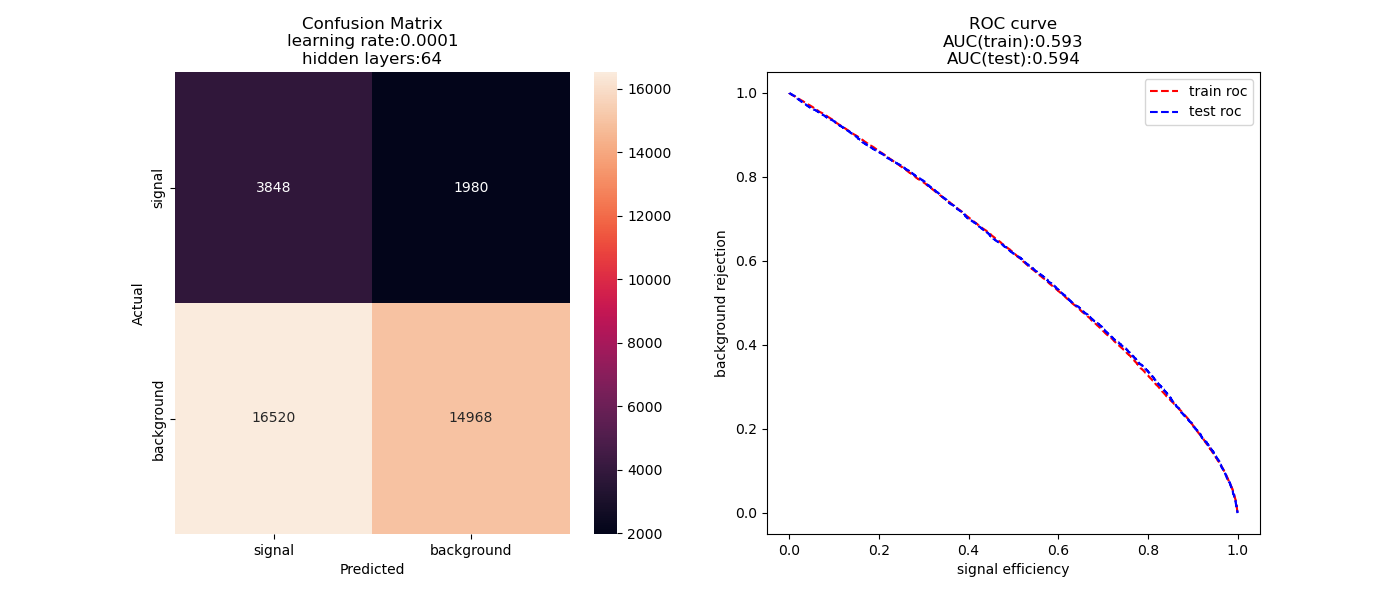 Confusion Matrix
learning rate:0.0001
hidden layers:64
signal
background
Actual
3848
1980
16520
14968
signal
background
Predicted
16000
14000
12000
10000
8000
6000
4000
2000
ROC curve
AUC(train):0.593
AUC(test):0.594
train roc
test roc
background rejection
1.0
0.8
0.6
0.4
0.2
0.0
0.0
0.2
0.4
0.6
0.8
1.0
signal efficiency